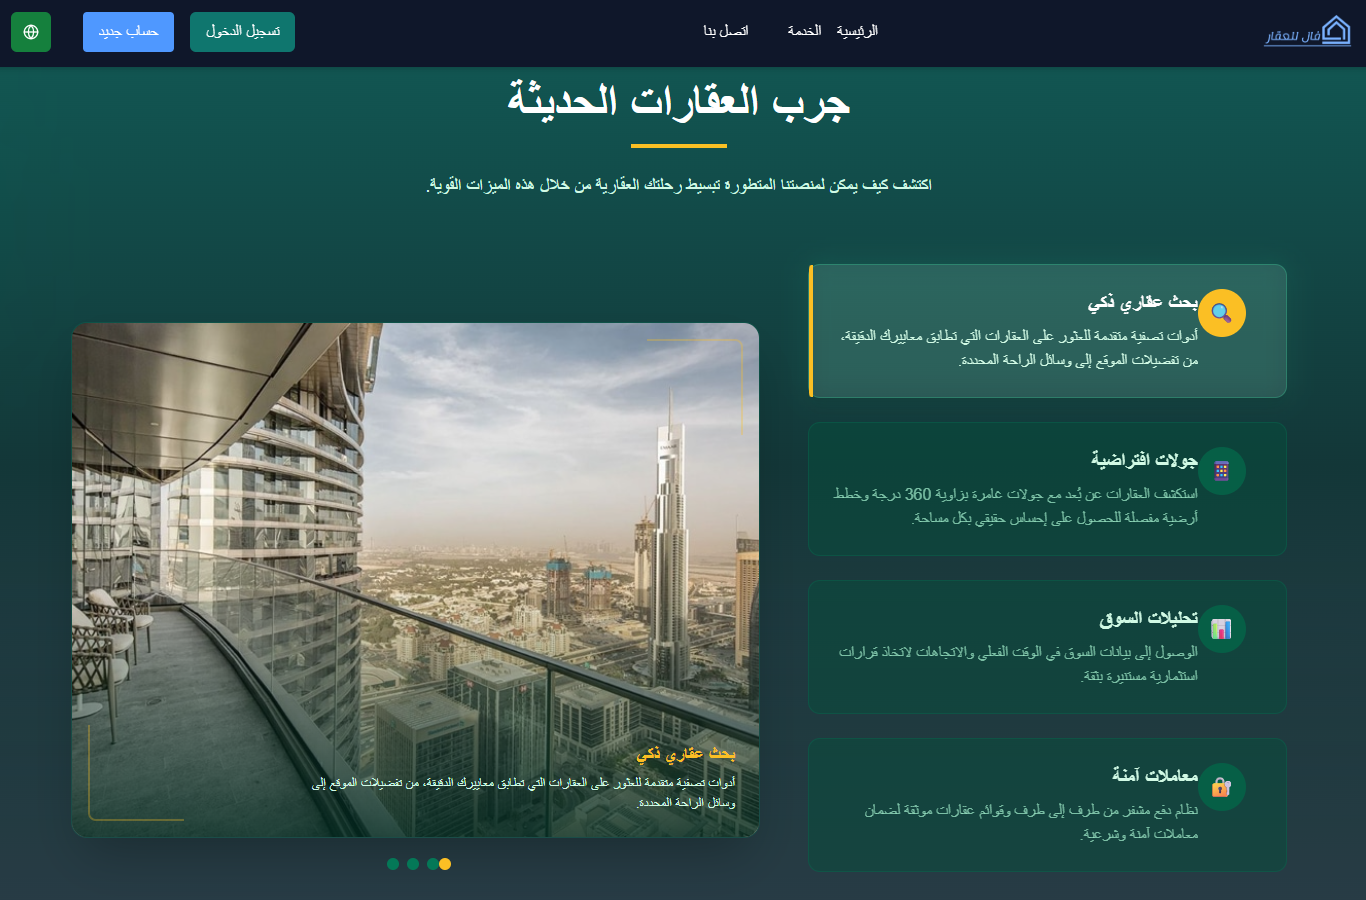 فال للعقار
الرئيسية
الخدمة
اتصل بنا
تسجيل الدخول
حساب جديد
جرب العقارات الحديثة
اكتشف كيف يمكن لمنصتنا المتطورة تبسيط رحلتك العقارية من خلال هذه الميزات القوية.
بحث عقاري ذكي
أدوات تصفية متقدمة للعثور على العقارات التي تطابق معاييرك الدقيقة،
من تفضيلات الموقع إلى وسائل الراحة المحددة.
جولات افتراضية
استكشف العقارات عن بُعد مع جولات غامرة بزاوية 360 درجة وخطط
أرضية مفصلة للحصول على إحساس حقيقي بكل مساحة.
تحليلات السوق
الوصول إلى بيانات السوق في الوقت الفعلي والاتجاهات لاتخاذ قرارات
استثمارية مستنيرة بثقة.
معاملات آمنة
نظام دفع مشفر من طرف إلى طرف وقوائم عقارات موثقة لضمان
معاملات آمنة وشرعية.
بحث عقاري ذكي
أدوات تصفية متقدمة للعثور على العقارات التي تطابق معاييرك الدقيقة، من تفضيلات الموقع إلى
وسائل الراحة المحددة.